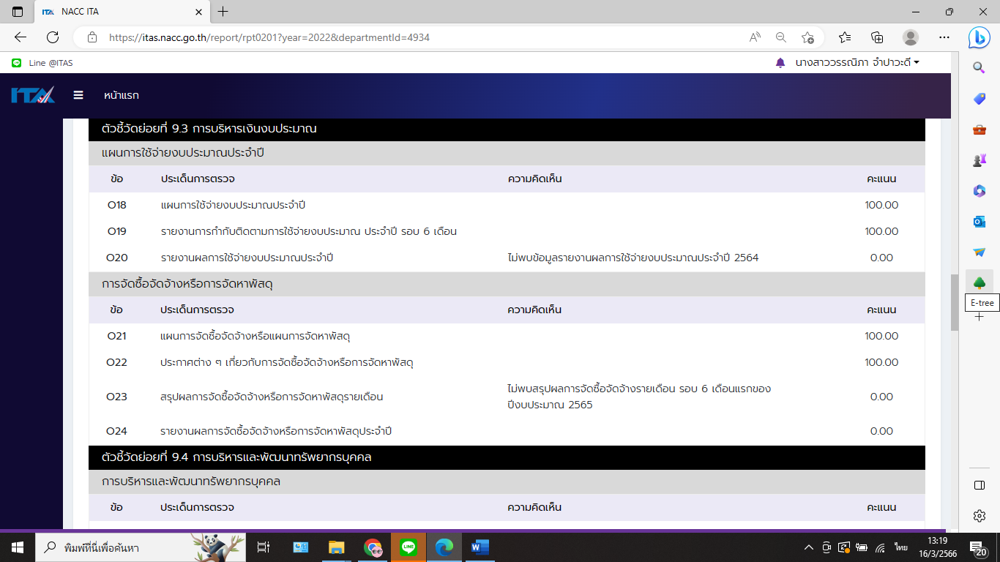 NACC ITA
https://itas.nacc.go.th/report/rpt0201?year=2022&departmentId=4934
Line @ITAS
นางสาววรรณิภา จำปาวะดี
ITA
หน้าแรก
ตัวชี้วัดย่อยที่ 9.3 การบริหารเงินงบประมาณ
แผนการใช้จ่ายงบประมาณประจำปี
ข้อ ประเด็นการตรวจ ความคิดเห็น คะแนน
O18 แผนการใช้จ่ายงบประมาณประจำปี 100.00
O19 รายงานการกำกับติดตามการใช้จ่ายงบประมาณ ประจำปี รอบ 6 เดือน 100.00
O20 รายงานผลการใช้จ่ายงบประมาณประจำปี ไม่พบข้อมูลรายงานผลการใช้จ่ายงบประมาณประจำปี 2564 0.00
การจัดซื้อจัดจ้างหรือการจัดหาพัสดุ
ข้อ ประเด็นการตรวจ ความคิดเห็น คะแนน
O21 แผนการจัดซื้อจัดจ้างหรือแผนการจัดหาพัสดุ 100.00
O22 ประกาศต่าง ๆ เกี่ยวกับการจัดซื้อจัดจ้างหรือการจัดหาพัสดุ 100.00
O23 สรุปผลการจัดซื้อจัดจ้างหรือการจัดหาพัสดุรายเดือน ไม่พบสรุปผลการจัดซื้อจัดจ้างรายเดือน รอบ 6 เดือนแรกของ
ปีงบประมาณ 2565 0.00
O24 รายงานผลการจัดซื้อจัดจ้างหรือการจัดหาพัสดุประจำปี 0.00
ตัวชี้วัดย่อยที่ 9.4 การบริหารและพัฒนาทรัพยากรบุคคล
การบริหารและพัฒนาทรัพยากรบุคคล
ข้อ ประเด็นการตรวจ ความคิดเห็น คะแนน
E-tree
พิมพ์ที่นี่เพื่อค้นหา
ไทย
13:19
16/3/2566
20